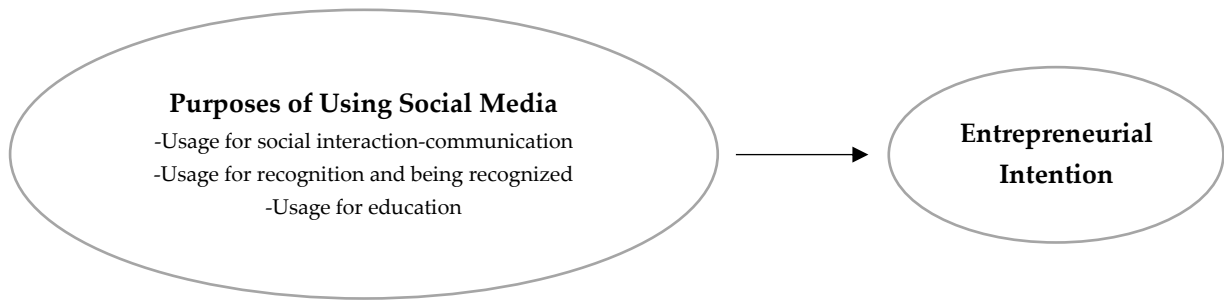 Purposes of Using Social Media
-Usage for social interaction-communication
-Usage for recognition and being recognized
-Usage for education
Entrepreneurial
Intention